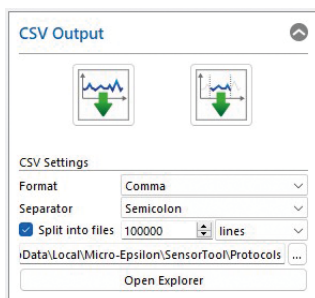 CSV Output
CSV Settings
Format Comma
Separator Semicolon
Split into files 100000 lines
Data\Local\Micro-Epsilon\SensorTool\Protocols ...
Open Explorer